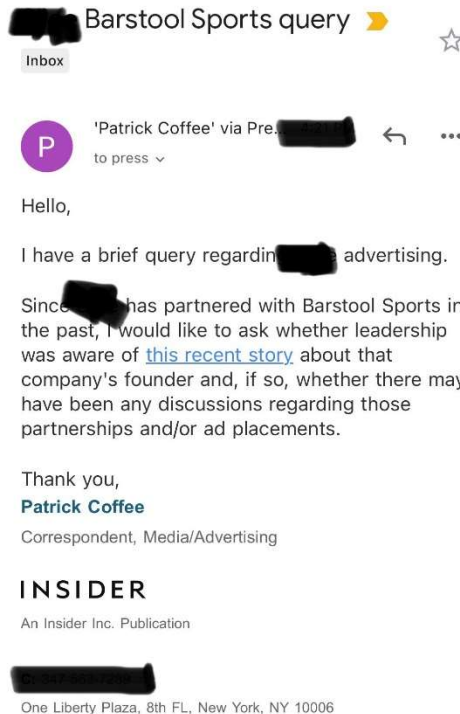 Barstool Sports query
Inbox
P
'Patrick Coffee' via Pre...
to press
Hello,
I have a brief query regardin advertising.
Since has partnered with Barstool Sports in
the past, I would like to ask whether leadership
was aware of this recent story about that
company's founder and, if so, whether there may
have been any discussions regarding those
partnerships and/or ad placements.
Thank you,
Patrick Coffee
Correspondent, Media/Advertising
INSIDER
An Insider Inc. Publication
One Liberty Plaza, 8th FL, New York, NY 10006